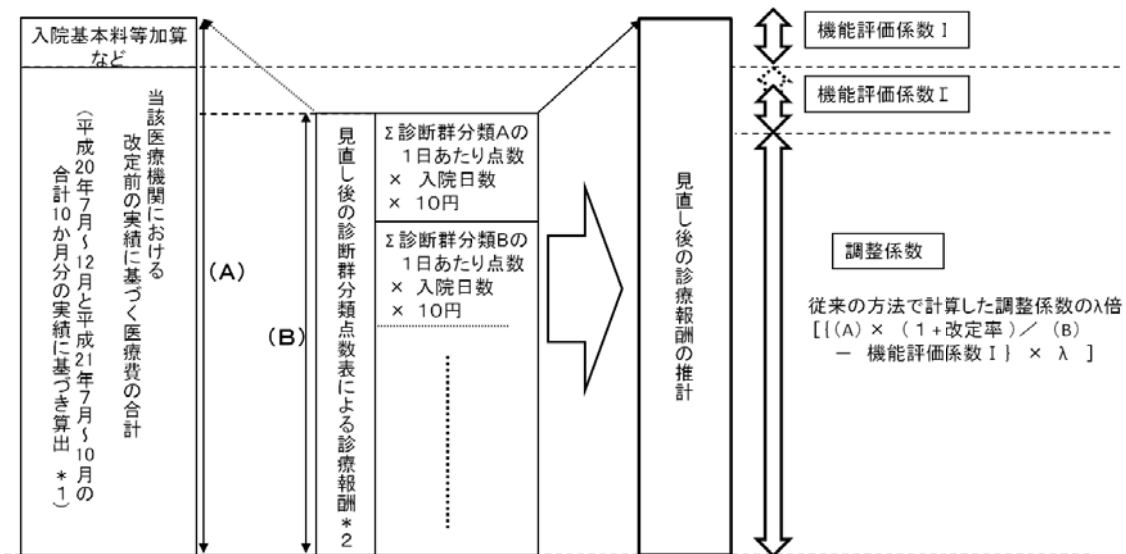 入院基本料等加算
など
当該医療機関における
改定前の実績に基づく医療費の合計
（平成20年7月～12月と平成21年7月～10月の
合計10か月分の実績に基づき算出 *1）
（A）
（B）
見直し後の診断群分類点数表による診療報酬*2
Σ診断群分類Aの
1日あたり点数
× 入院日数
× 10円
Σ診断群分類Bの
1日あたり点数
× 入院日数
× 10円
見直し後の診療報酬の推計
機能評価係数Ⅰ
機能評価係数Ⅱ
調整係数
従来の方法で計算した調整係数のλ倍
[{(A) × (1+改定率)／ (B)
－ 機能評価係数Ⅰ} × λ ]